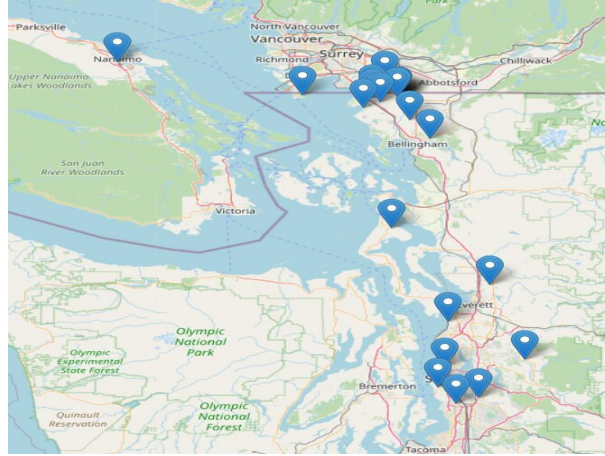 Parksville
North Vancouver
Vancouver
Surrey
Richmond
Chilliwack
Abbotsford
Nanaimo
Upper Nanaimo
Lakes Woodlands
Bellingham
San Juan
River Woodlands
Victoria
Olympic
National
Park
Olympic
Experimental
State Forest
Bremerton
Quinault
Reservation
Olympic
National
Forest
Tacoma